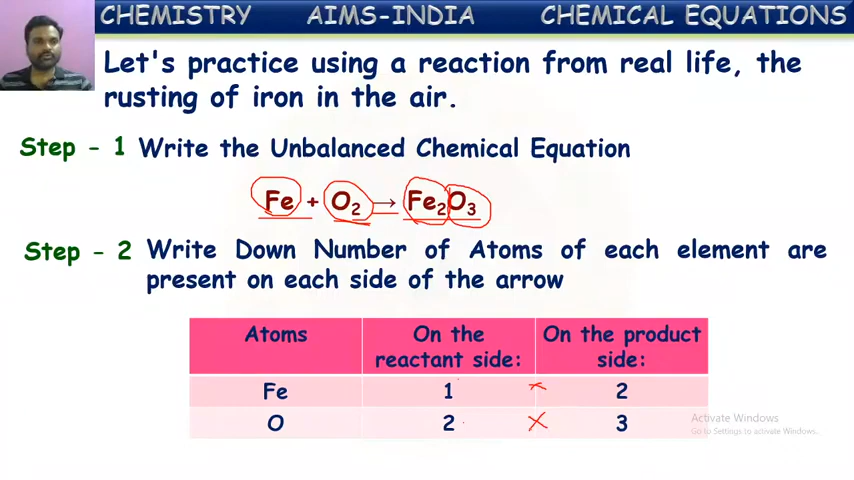 CHEMISTRY AIMS-INDIA CHEMICAL EQUATIONS
Let's practice using a reaction from real life, the
rusting of iron in the air.
Step - 1 Write the Unbalanced Chemical Equation
Fe + O₂ → Fe₂O₃
Step - 2 Write Down Number of Atoms of each element are
present on each side of the arrow
Atoms On the reactant side: On the product side:
Fe 1 × 2
O 2 × 3
Activate Windows
Go to Settings to activate Windows.